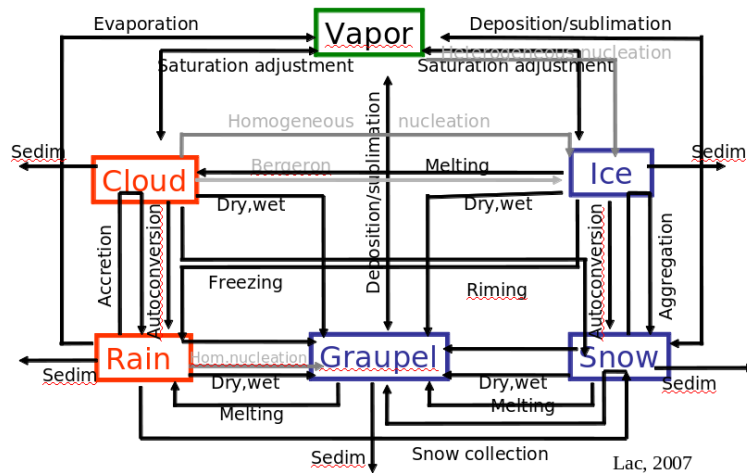 Evaporation
Deposition/sublimation
Vapor
Heterogeneous nucleation
Saturation adjustment
Saturation adjustment
Homogeneous nucleation
Sedim
Sedim
Bergeron
Melting
Cloud
Ice
Dry,wet
Dry,wet
Deposition/sublimation
Accretion
Autoconversion
Autoconversion
Aggregation
Freezing
Riming
Rain
Hom.nucleation
Graupel
Snow
Sedim
Dry,wet
Dry,wet
Sedim
Melting
Melting
Sedim
Snow collection
Lac, 2007